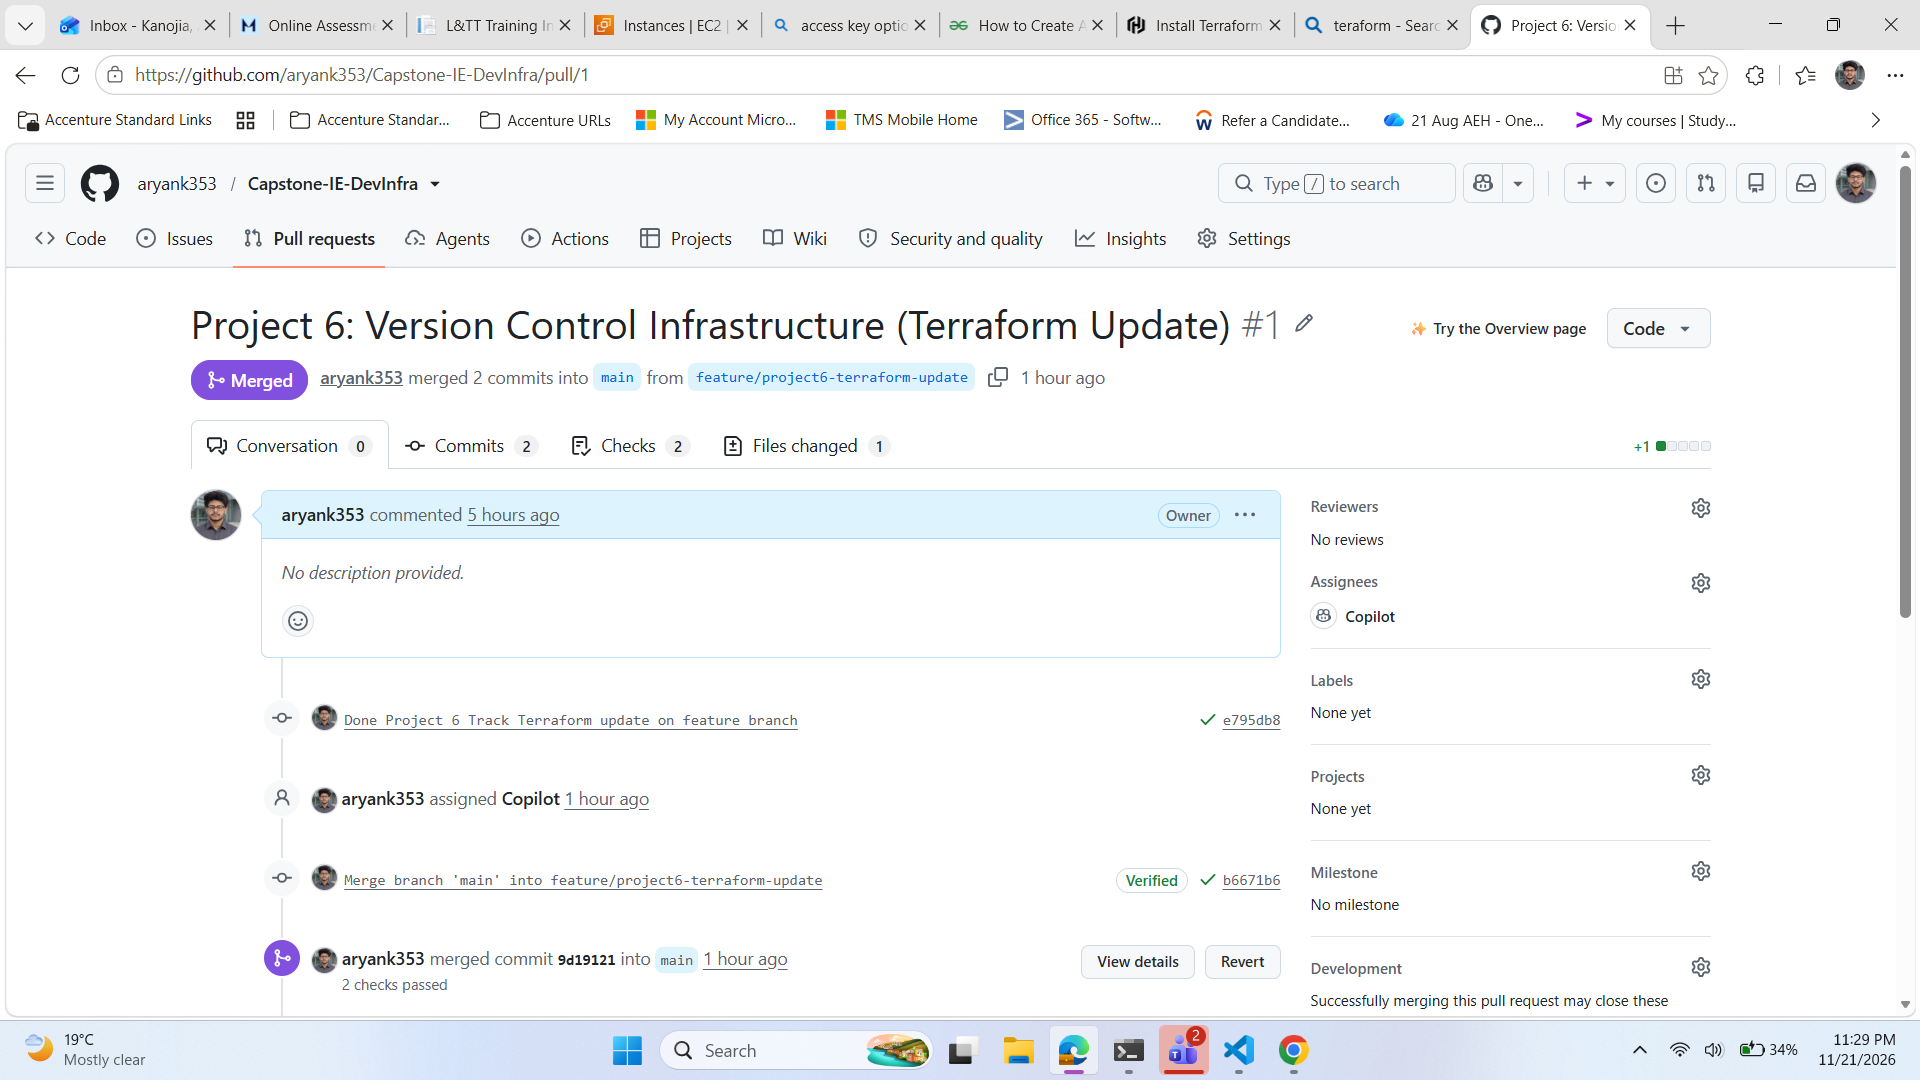 Inbox - Kanojia,
Online Assessme
L&TT Training In
Instances | EC2 |
access key optio
How to Create A
Install Terraform
teraform - Searc
Project 6: Versio
https://github.com/aryank353/Capstone-IE-DevInfra/pull/1
Accenture Standard Links
Accenture Standar...
Accenture URLs
My Account Micro...
TMS Mobile Home
Office 365 - Softw...
Refer a Candidate...
21 Aug AEH - One...
My courses | Study...
aryank353 / Capstone-IE-DevInfra
Type / to search
Code
Issues
Pull requests
Agents
Actions
Projects
Wiki
Security and quality
Insights
Settings
Project 6: Version Control Infrastructure (Terraform Update) #1
Try the Overview page
Code
Merged
aryank353 merged 2 commits into main from feature/project6-terraform-update 1 hour ago
Conversation 0
Commits 2
Checks 2
Files changed 1
+1
aryank353 commented 5 hours ago
Owner
No description provided.
Done Project 6 Track Terraform update on feature branch
e795db8
aryank353 assigned Copilot 1 hour ago
Merge branch 'main' into feature/project6-terraform-update
Verified
b6671b6
aryank353 merged commit 9d19121 into main 1 hour ago
2 checks passed
View details
Revert
Reviewers
No reviews
Assignees
Copilot
Labels
None yet
Projects
None yet
Milestone
No milestone
Development
Successfully merging this pull request may close these
19°C
Mostly clear
Search
2
34%
11:29 PM
11/21/2026